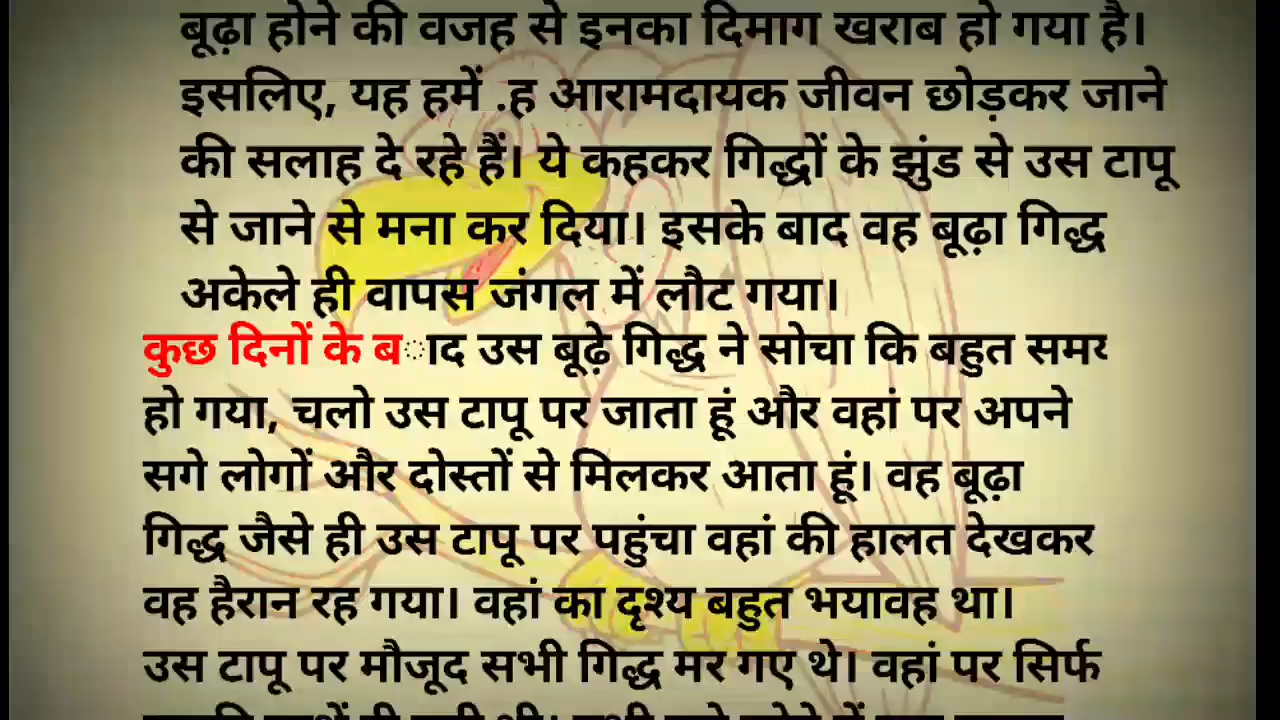 बूढ़ा होने की वजह से इनका दिमाग खराब हो गया है।
इसलिए, यह हमें .ह आरामदायक जीवन छोड़कर जाने
की सलाह दे रहे हैं। ये कहकर गिद्धों के झुंड से उस टापू
से जाने से मना कर दिया। इसके बाद वह बूढ़ा गिद्ध
अकेले ही वापस जंगल में लौट गया।
कुछ दिनों के बाद उस बूढ़े गिद्ध ने सोचा कि बहुत समय
हो गया, चलो उस टापू पर जाता हूं और वहां पर अपने
सगे लोगों और दोस्तों से मिलकर आता हूं। वह बूढ़ा
गिद्ध जैसे ही उस टापू पर पहुंचा वहां की हालत देखकर
वह हैरान रह गया। वहां का दृश्य बहुत भयावह था।
उस टापू पर मौजूद सभी गिद्ध मर गए थे। वहां पर सिर्फ